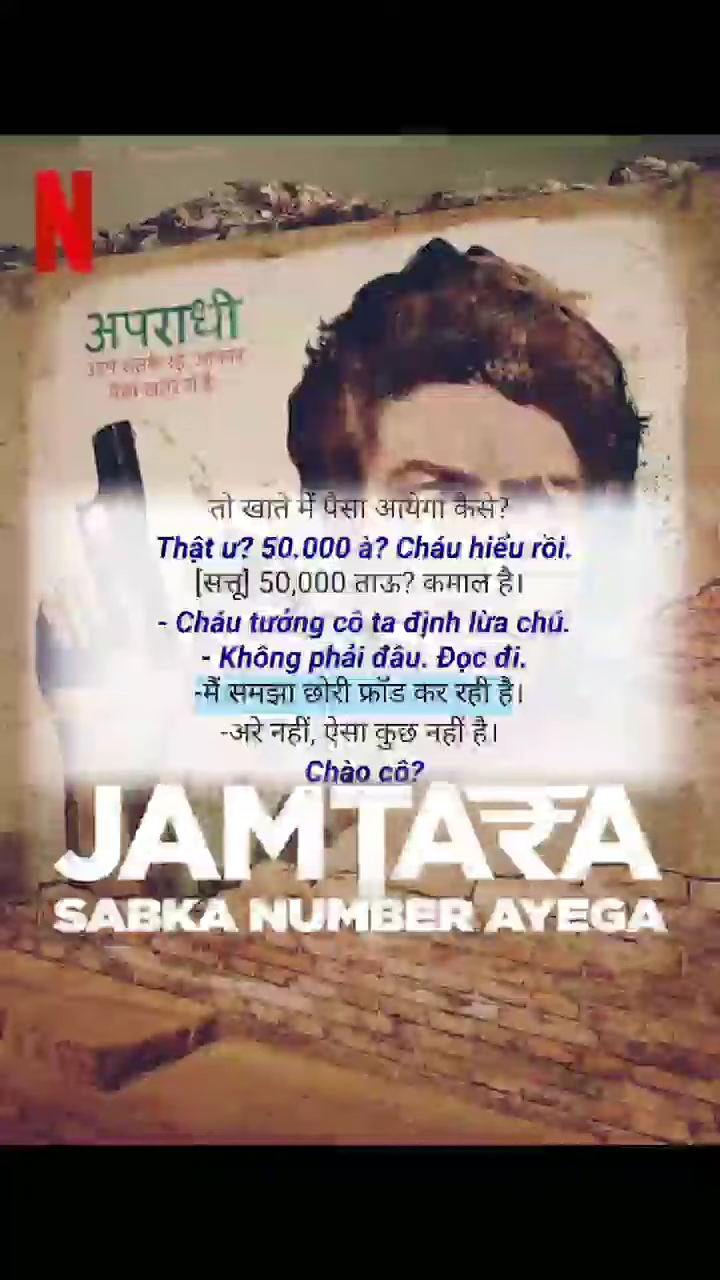 N
अपराधी
तो खाते में पैसा आयेगा कैसे?
Thật ư? 50.000 à? Cháu hiểu rồi.
[सत्तू] 50,000 ताऊ? कमाल है।
- Cháu tưởng cô ta định lừa chú.
- Không phải đâu. Đọc đi.
-मैं समझा छोरी फ्रॉड कर रही है।
-अरे नहीं, ऐसा कुछ नहीं है।
Chào cô?
JAMTARA
SABKA NUMBER AYEGA